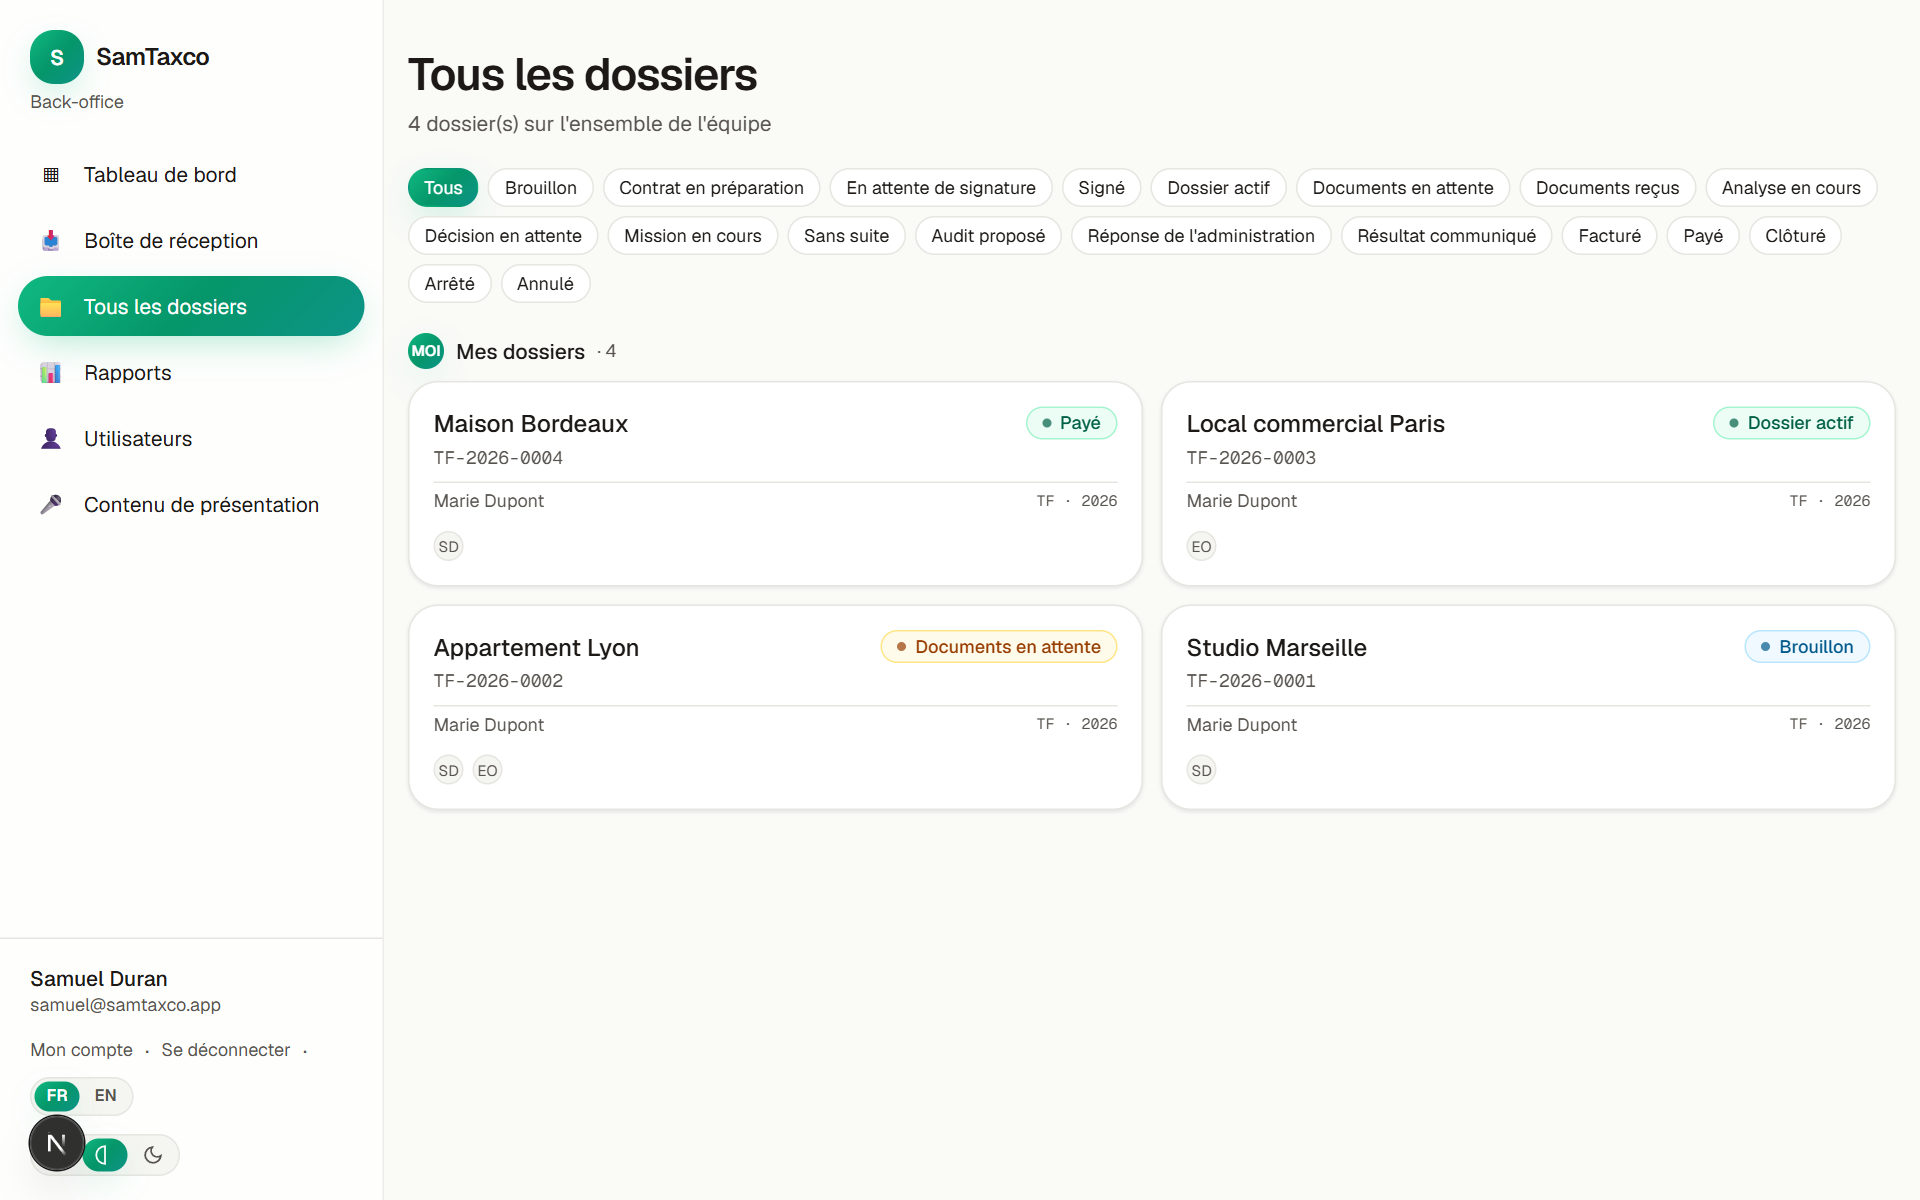 S SamTaxco
Back-office
Tableau de bord
Boîte de réception
Tous les dossiers
Rapports
Utilisateurs
Contenu de présentation
Samuel Duran
samuel@samtaxco.app
Mon compte · Se déconnecter ·
FR EN
N
Tous les dossiers
4 dossier(s) sur l'ensemble de l'équipe
Tous Brouillon Contrat en préparation En attente de signature Signé Dossier actif Documents en attente Documents reçus Analyse en cours
Décision en attente Mission en cours Sans suite Audit proposé Réponse de l'administration Résultat communiqué Facturé Payé Clôturé
Arrêté Annulé
MOI Mes dossiers · 4
Maison Bordeaux Payé
TF-2026-0004
Marie Dupont TF · 2026
SD
Local commercial Paris Dossier actif
TF-2026-0003
Marie Dupont TF · 2026
EO
Appartement Lyon Documents en attente
TF-2026-0002
Marie Dupont TF · 2026
SD EO
Studio Marseille Brouillon
TF-2026-0001
Marie Dupont TF · 2026
SD